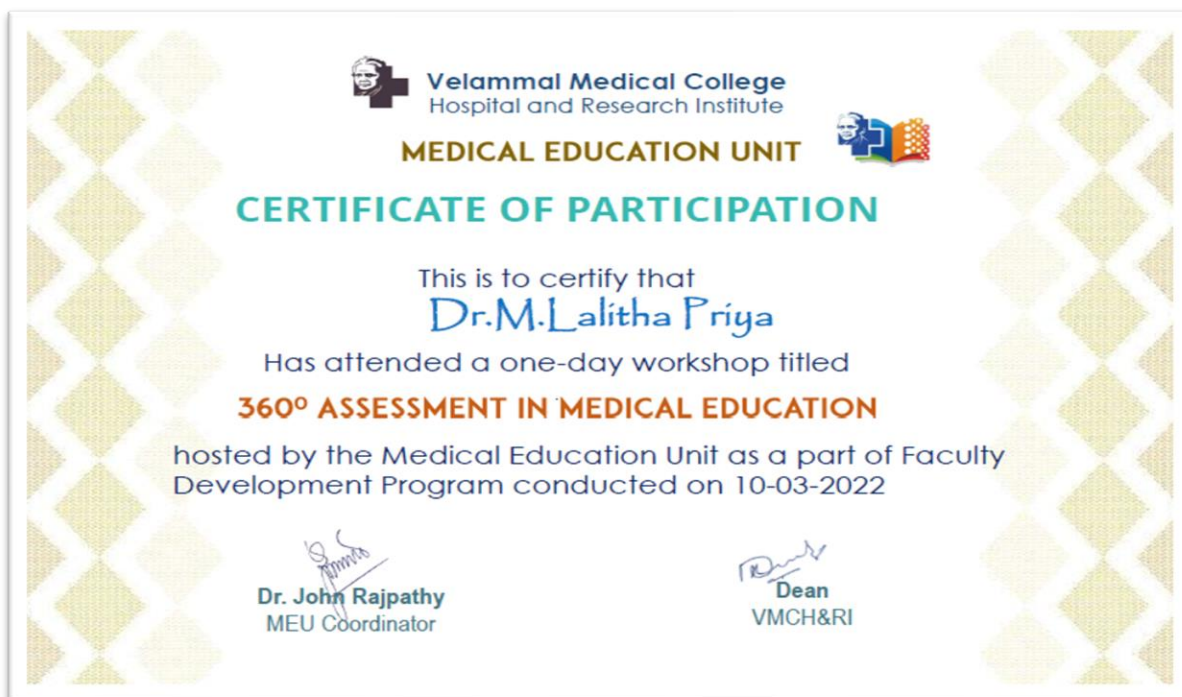 Velammal Medical College
Hospital and Research Institute
MEDICAL EDUCATION UNIT
CERTIFICATE OF PARTICIPATION
This is to certify that
Dr.M.Lalitha Priya
Has attended a one-day workshop titled
360⁰ ASSESSMENT IN MEDICAL EDUCATION
hosted by the Medical Education Unit as a part of Faculty
Development Program conducted on 10-03-2022
Dr. John Rajpathy
MEU Coordinator
Dean
VMCH&RI